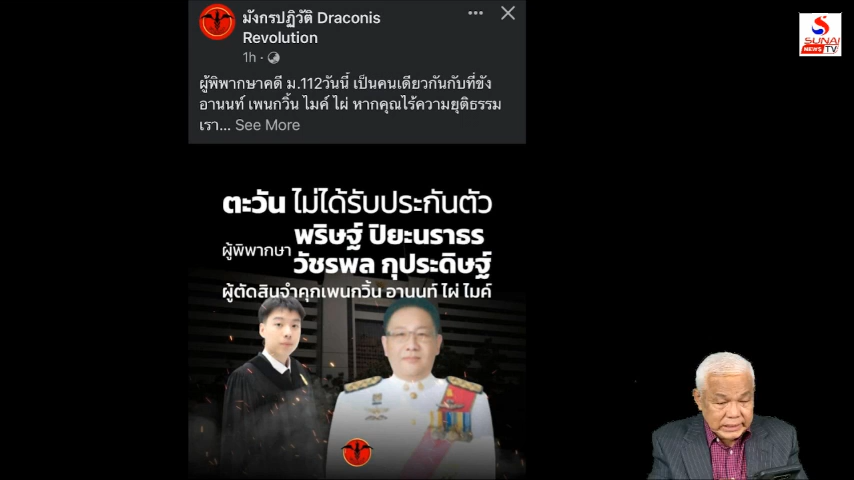 มังกรปฏิวัติ Draconis
Revolution
1h ·
ผู้พิพากษาคดี ม.112วันนี้ เป็นคนเดียวกันกับที่ขัง
อานนท์ เพนกวิ้น ไมค์ ไผ่ หากคุณไร้ความยุติธรรม
เรา... See More
ตะวัน ไม่ได้รับประกันตัว
ผู้พิพากษา พริษฐ์ ปิยะนราธร
วัชรพล กุประดิษฐ์
ผู้ตัดสินจำคุกเพนกวิ้น อานนท์ ไผ่ ไมค์
SUNAI
NEWS TV